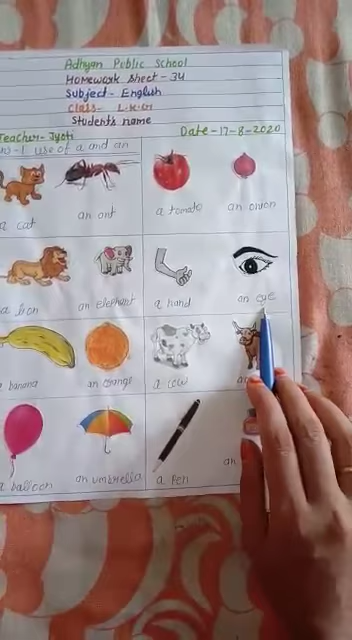 Adhyan Public School
Homework Sheet - 34
Subject - English
Class - L.K.G
Student's name
Teacher - Jyoti Date - 17-8-2020
use of a and an
a cat an ant a tomato an onion
a lion an elephant a hand an eye
a banana an orange a cow an
a balloon an umbrella a pen an